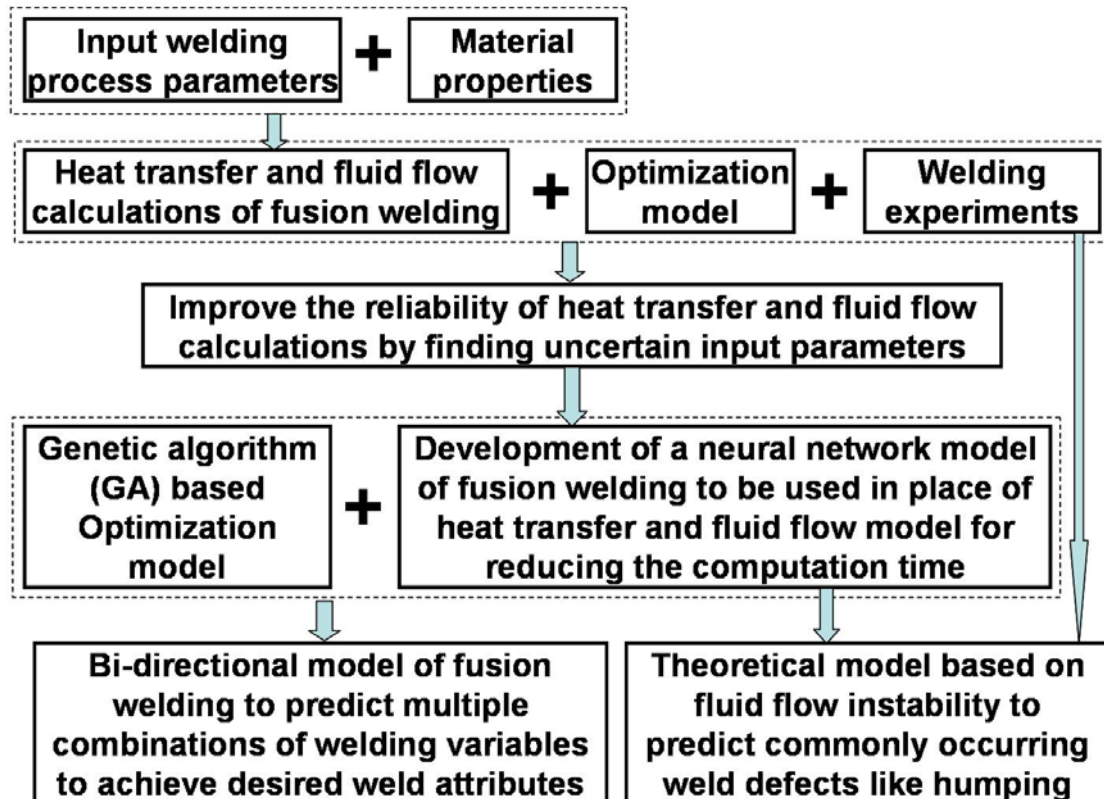 Input welding
process parameters
+
Material
properties
Heat transfer and fluid flow
calculations of fusion welding
+
Optimization
model
+
Welding
experiments
Improve the reliability of heat transfer and fluid flow
calculations by finding uncertain input parameters
Genetic algorithm
(GA) based
Optimization
model
+
Development of a neural network model
of fusion welding to be used in place of
heat transfer and fluid flow model for
reducing the computation time
Bi-directional model of fusion
welding to predict multiple
combinations of welding variables
to achieve desired weld attributes
Theoretical model based on
fluid flow instability to
predict commonly occurring
weld defects like humping